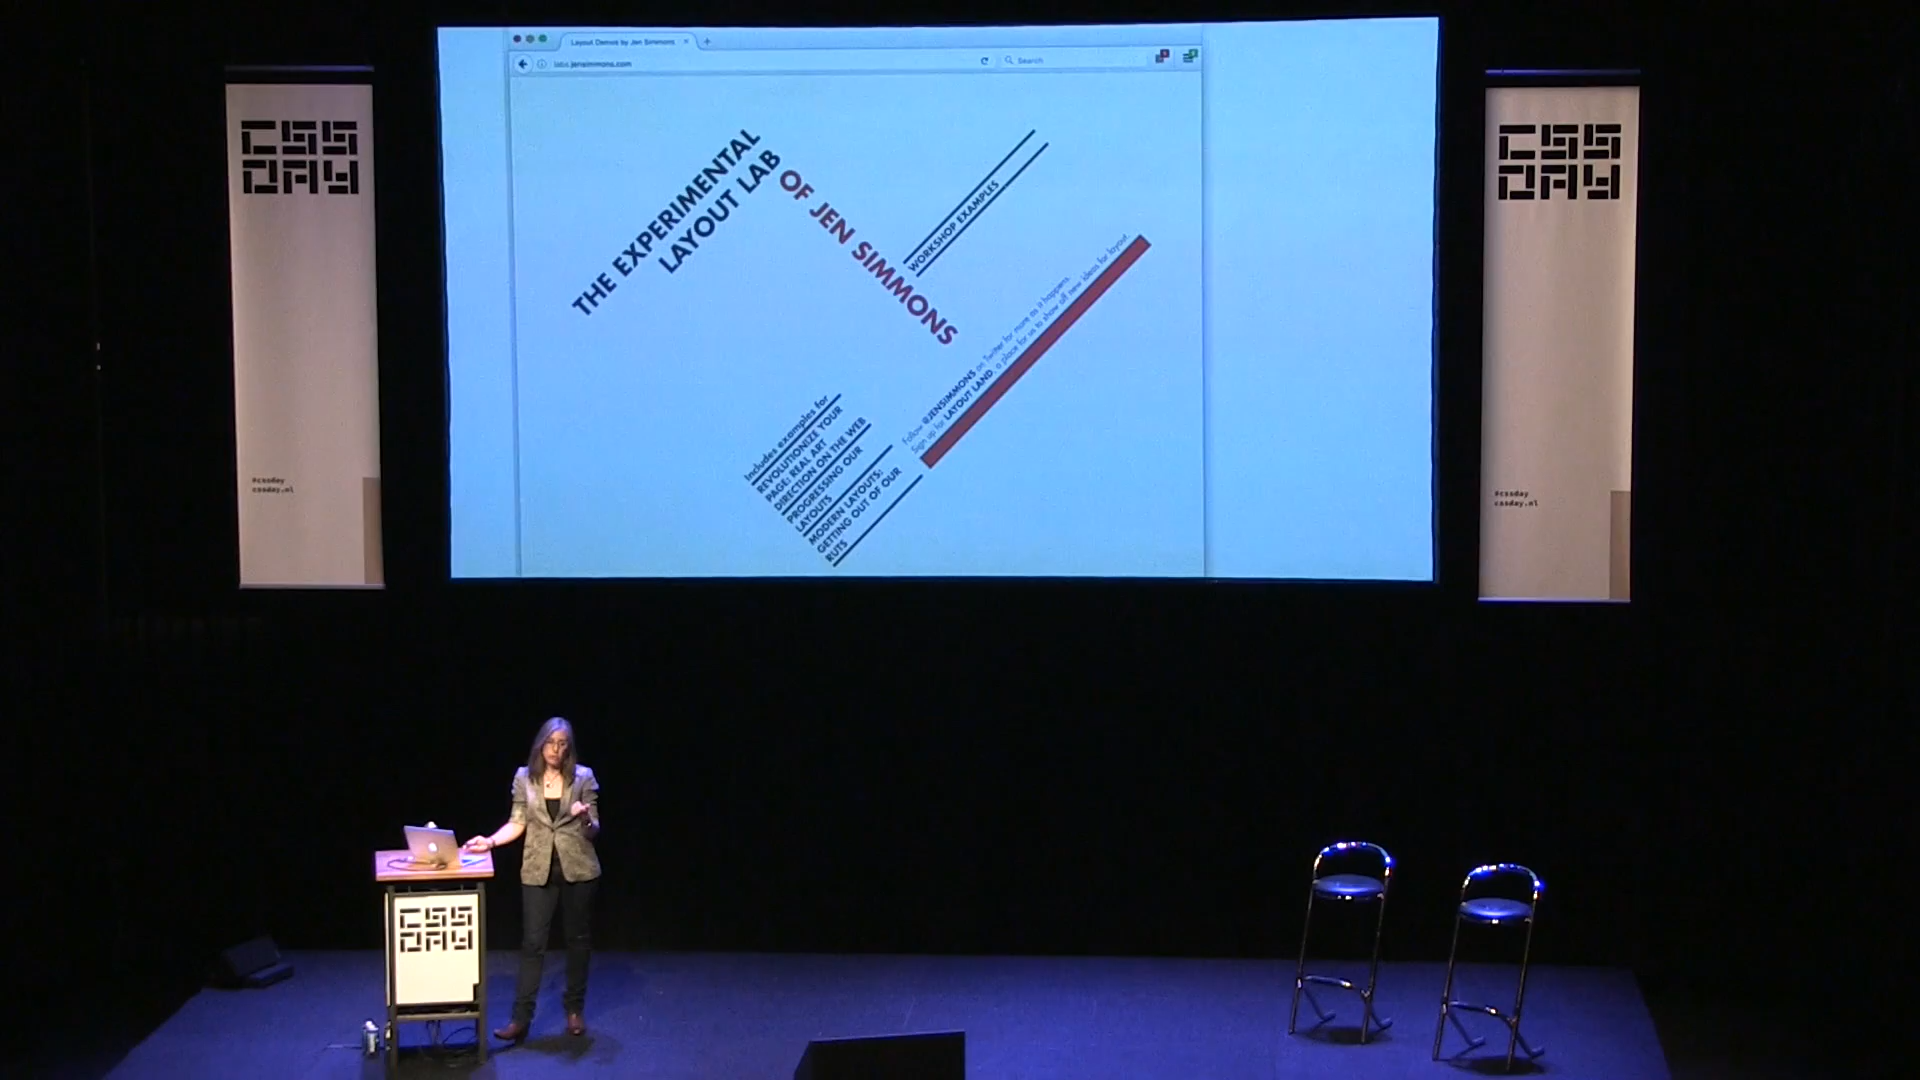 Layout Demos by Jen Simmons
labs.jensimmons.com
Search
THE EXPERIMENTAL
LAYOUT LAB
OF JEN SIMMONS
WORKSHOP EXAMPLES
Follow @JENSIMMONS on Twitter for more as it happens.
Sign up for LAYOUT LAND, a place for us to show off new ideas for layout.
Includes examples for
REVOLUTIONIZE YOUR
PAGE: REAL ART
DIRECTION ON THE WEB
PROGRESSING OUR
LAYOUTS
MODERN LAYOUTS:
GETTING OUT OF OUR
RUTS
CSS
DAY
#cssday
cssday.nl
CSS
DAY
#cssday
cssday.nl
CSS
DAY